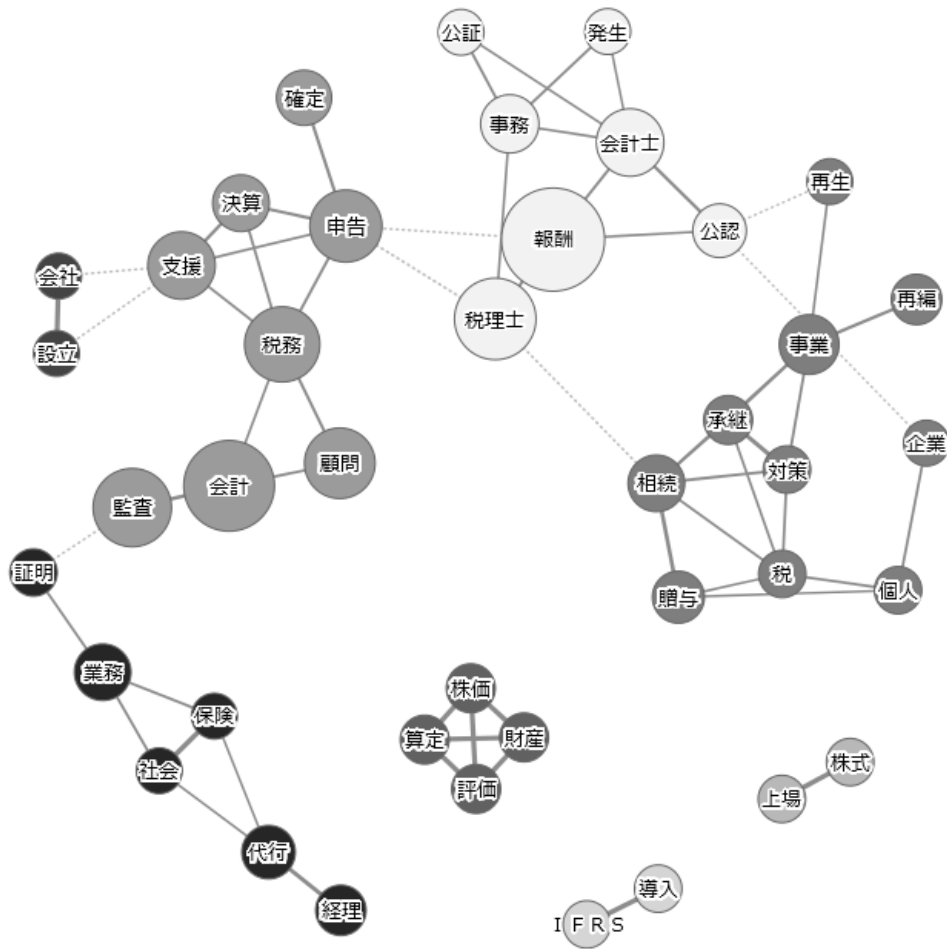 公証
発生
確定
事務
会計士
再生
決算
申告
報酬
公認
支援
会社
再編
税理士
設立
税務
事業
承継
企業
顧問
対策
会計
相続
監査
証明
税
個人
贈与
業務
株価
保険
算定
財産
社会
株式
評価
上場
代行
導入
経理
IFRS